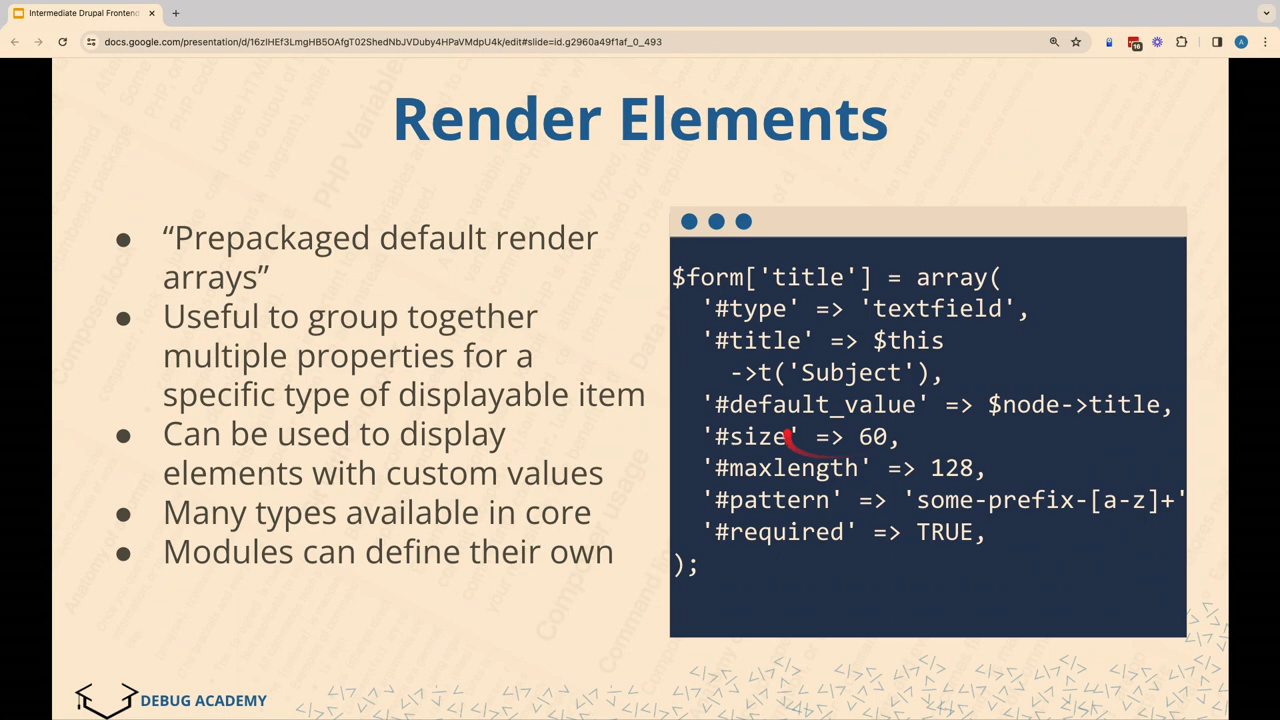 Intermediate Drupal Frontend
docs.google.com/presentation/d/16zIHEf3LmgHB5OAfgT02ShedNbJVDuby4HPaVMdpU4k/edit#slide=id.g2960a49f1af_0_493
16
A
Render Elements
● “Prepackaged default render
arrays”
● Useful to group together
multiple properties for a
specific type of displayable item
● Can be used to display
elements with custom values
● Many types available in core
● Modules can define their own
$form['title'] = array(
'#type' => 'textfield',
'#title' => $this
->t('Subject'),
'#default_value' => $node->title,
'#size' => 60,
'#maxlength' => 128,
'#pattern' => 'some-prefix-[a-z]+'
'#required' => TRUE,
);
DEBUG ACADEMY